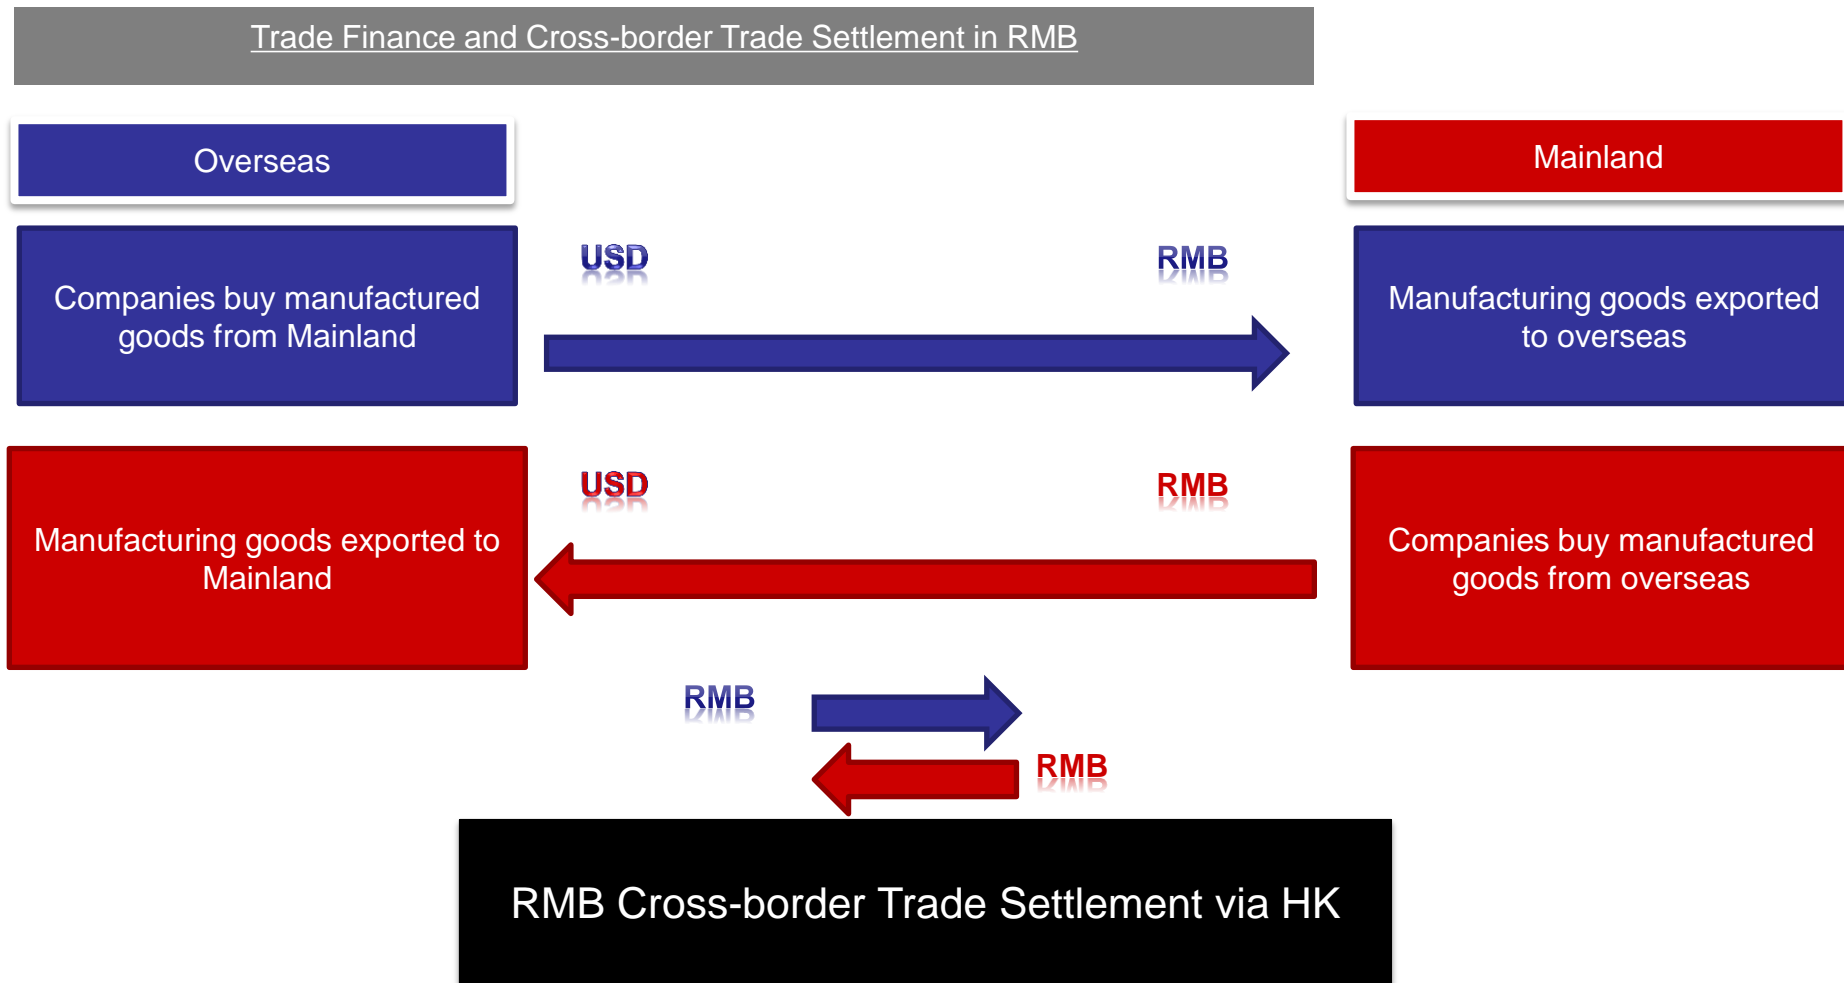 Trade Finance and Cross-border Trade Settlement in RMB
Overseas
Mainland
Companies buy manufactured
goods from Mainland
USD
RMB
Manufacturing goods exported
to overseas
Manufacturing goods exported to
Mainland
USD
RMB
Companies buy manufactured
goods from overseas
RMB
RMB
RMB Cross-border Trade Settlement via HK